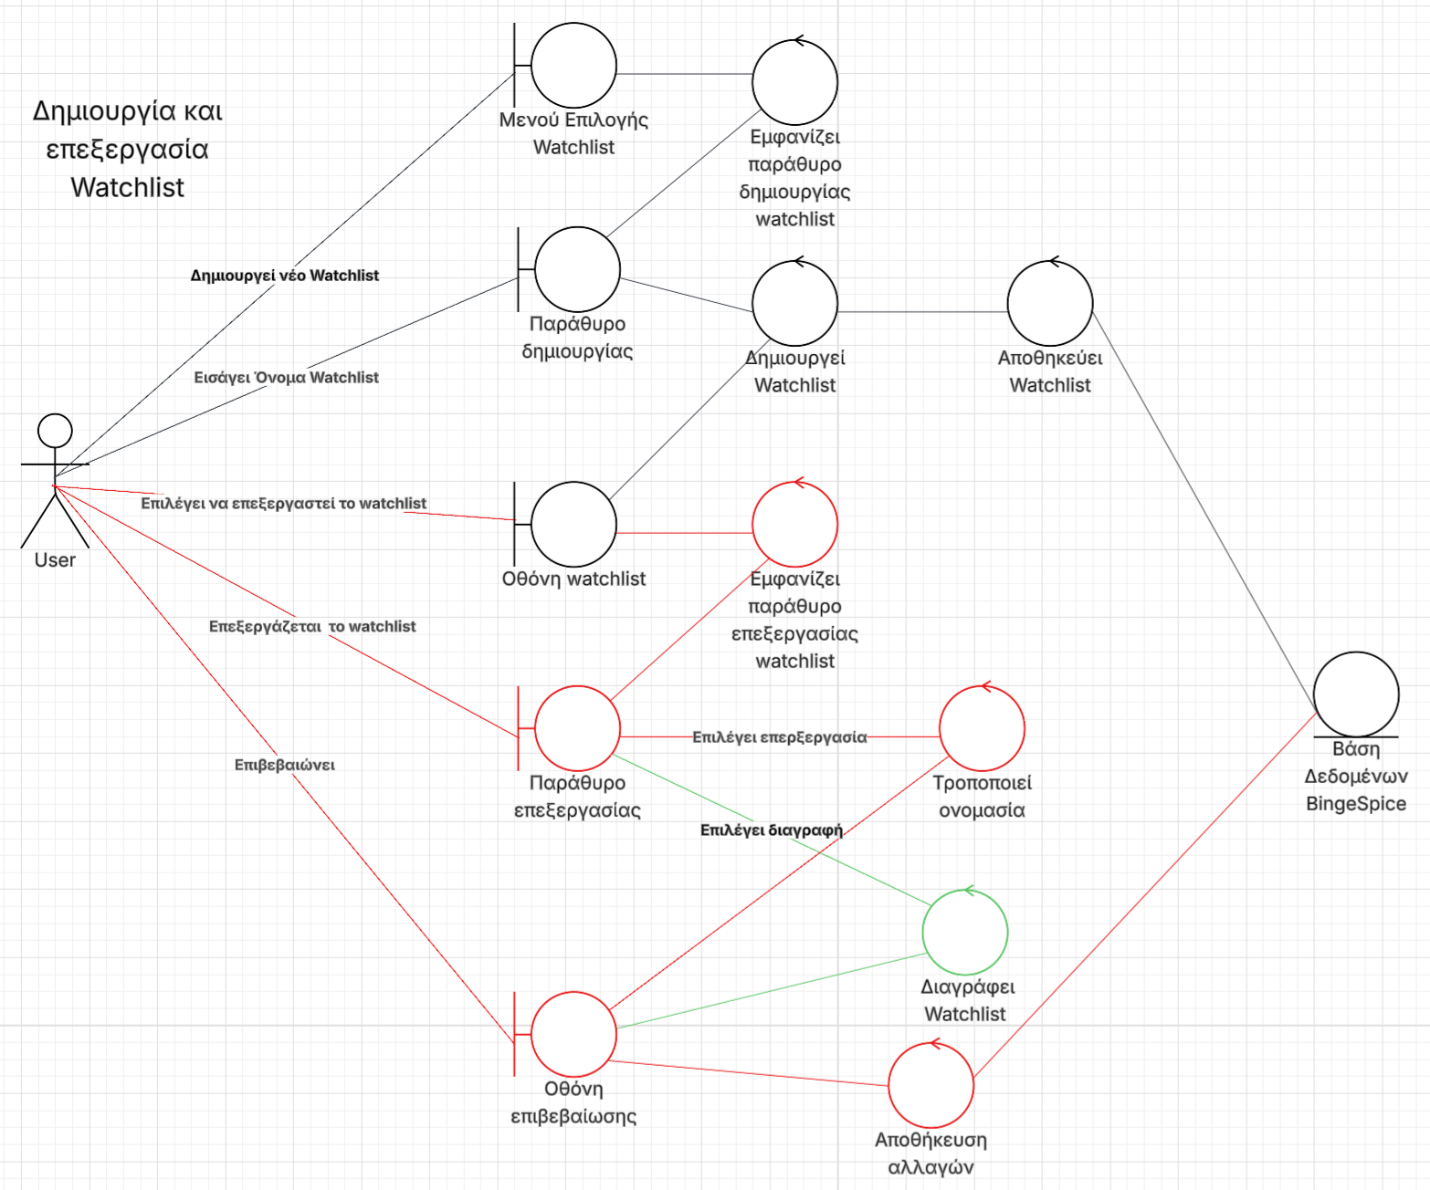 Δημιουργία και
επεξεργασία
Watchlist
Μενού Επιλογής
Watchlist
Εμφανίζει
παράθυρο
δημιουργίας
watchlist
Δημιουργεί νέο Watchlist
Παράθυρο
δημιουργίας
Δημιουργεί
Watchlist
Αποθηκεύει
Watchlist
Εισάγει Όνομα Watchlist
User
Επιλέγει να επεξεργαστεί το watchlist
Οθόνη watchlist
Εμφανίζει
παράθυρο
επεξεργασίας
watchlist
Επεξεργάζεται το watchlist
Παράθυρο
επεξεργασίας
Επιλέγει επερξεργασία
Τροποποιεί
ονομασία
Βάση
Δεδομένων
BingeSpice
Επιβεβαιώνει
Επιλέγει διαγραφή
Διαγράφει
Watchlist
Οθόνη
επιβεβαίωσης
Αποθήκευση
αλλαγών